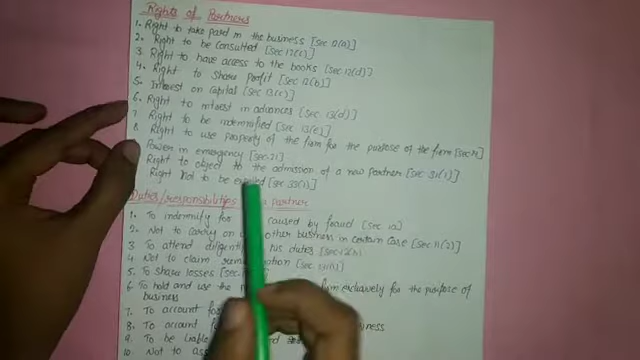 Rights of Partners
1. Right to take part in the business [sec 12(a)]
2. Right to be consulted [sec 12(c)]
3. Right to have access to the books [sec 12(d)]
4. Right to share profit [sec 13(b)]
5. Interest on capital [sec 13(c)]
6. Right to interest in advances [sec 13(d)]
7. Right to be indemnified [sec 13(e)]
8. Right to use property of the firm for the purpose of the firm [sec
Power in emergency [sec 21]
Right to object to the admission of a new partner [sec 31(1)]
Right not to be expelled [sec 33(1)]
Duties/responsibilities a partner
1. To indemnify for caused by fraud [sec 10]
2. Not to carry on other business in certain case [sec 11(2)]
3. To attend diligently his duties [sec 12(b)
4. Not to claim [sec 13(a)]
5. To share losses [sec
6. To hold and use the firm exclusively for the purpose of
business
7. To account for
8. To account business
9. To be liable
10. Not to